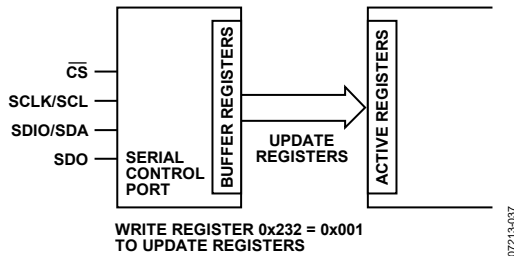 CS
SCLK/SCL
SDIO/SDA
SDO
SERIAL
CONTROL
PORT
BUFFER REGISTERS
UPDATE
REGISTERS
ACTIVE REGISTERS
WRITE REGISTER 0x232 = 0x001
TO UPDATE REGISTERS
07213-037